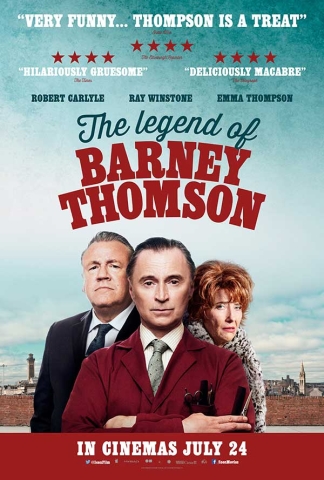 "VERY FUNNY... THOMPSON IS A TREAT"
"HILARIOUSLY GRUESOME"
"DELICIOUSLY MACABRE"
ROBERT CARLYLE RAY WINSTONE EMMA THOMPSON
The legend of
BARNEY
THOMSON
IN CINEMAS JULY 24